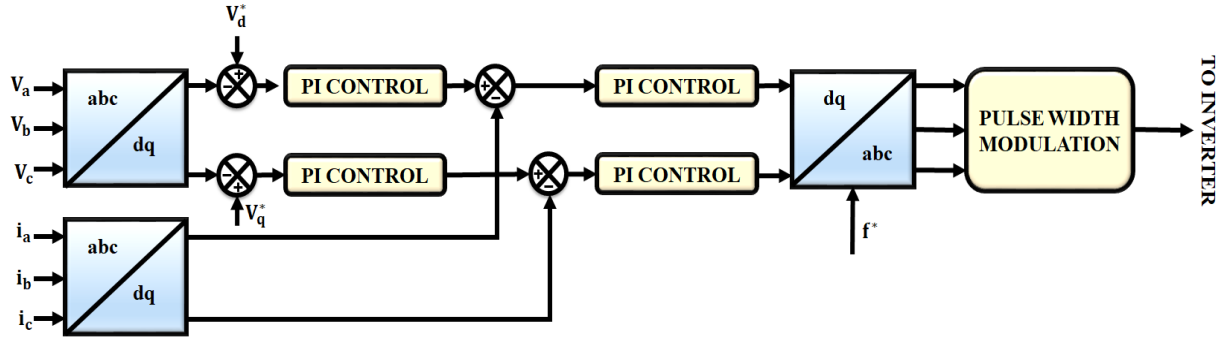 V*d
PI CONTROL
PI CONTROL
Va
Vb
Vc
abc
dq
dq
abc
PULSE WIDTH
MODULATION
TO INVERTER
PI CONTROL
PI CONTROL
V*q
ia
ib
ic
abc
dq
f*